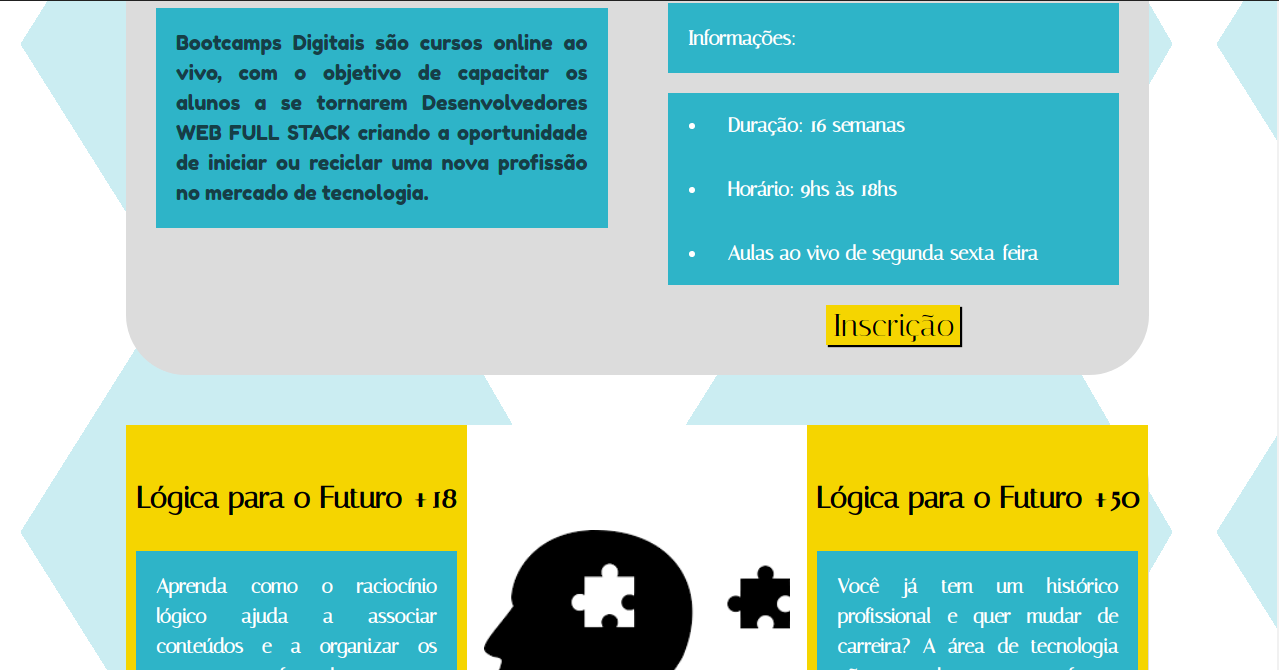 Bootcamps Digitais são cursos online ao
vivo, com o objetivo de capacitar os
alunos a se tornarem Desenvolvedores
WEB FULL STACK criando a oportunidade
de iniciar ou reciclar uma nova profissão
no mercado de tecnologia.
Informações:
• Duração: 16 semanas
• Horário: 9hs às 18hs
• Aulas ao vivo de segunda sexta feira
Inscrição
Lógica para o Futuro +18
Aprenda como o raciocínio
lógico ajuda a associar
conteúdos e a organizar os
Lógica para o Futuro +50
Você já tem um histórico
profissional e quer mudar de
carreira? A área de tecnologia